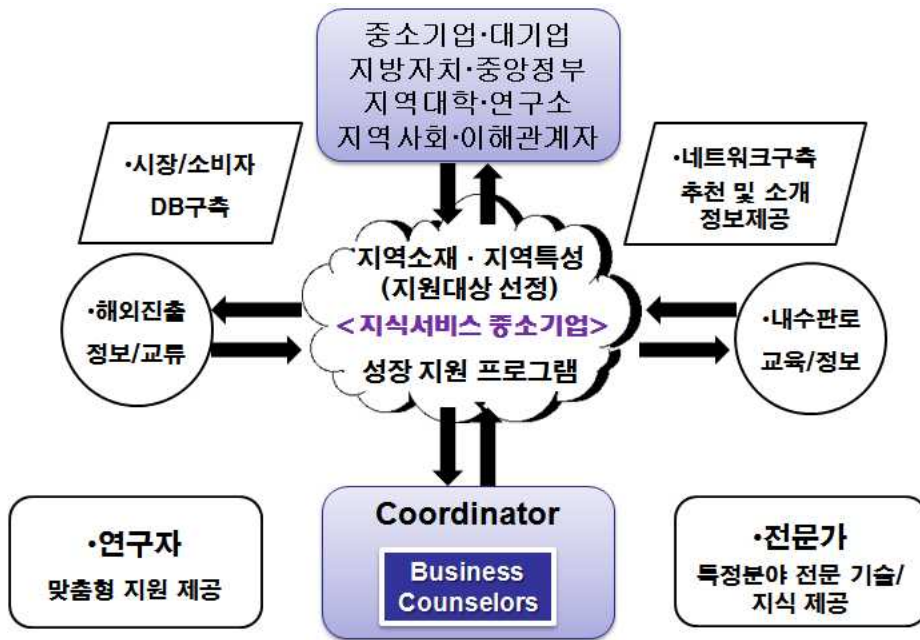 중소기업·대기업
지방자치·중앙정부
지역대학·연구소
지역사회·이해관계자
·시장/소비자
DB구축
·네트워크구축
추천 및 소개
정보제공
지역소재 · 지역특성
(지원대상 선정)
<지식서비스 중소기업>
성장 지원 프로그램
·해외진출
정보/교류
·내수판로
교육/정보
·연구자
맞춤형 지원 제공
Coordinator
Business
Counselors
·전문가
특정분야 전문 기술/
지식 제공